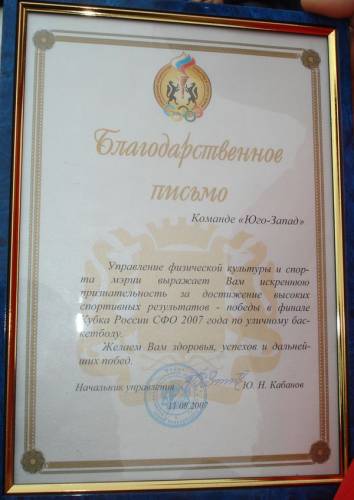 Благодарственное
письмо
Команде «Юго-Запад»
Управление физической культуры и спор-
та мэрии выражает Вам искреннюю
признательность за достижение высоких
спортивных результатов - победы в финале
Кубка России СФО 2007 года по уличному бас-
кетболу.
Желаем Вам здоровья, успехов и дальней-
ших побед.
Начальник управления Ю. Н. Кабанов
11.08.2007